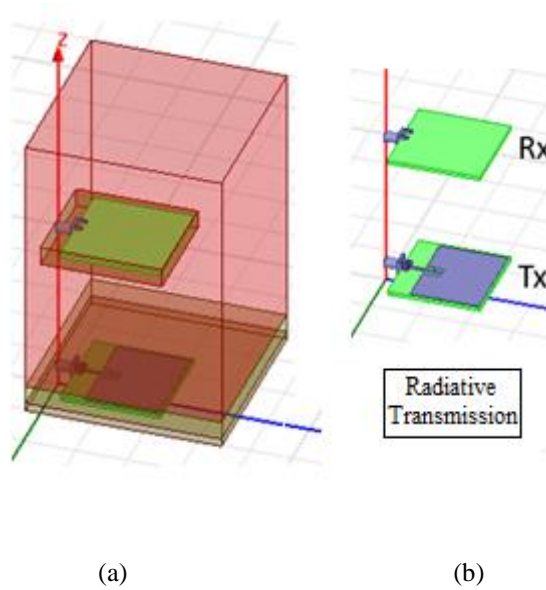 Z
Rx
Tx
Radiative
Transmission
(a)
(b)